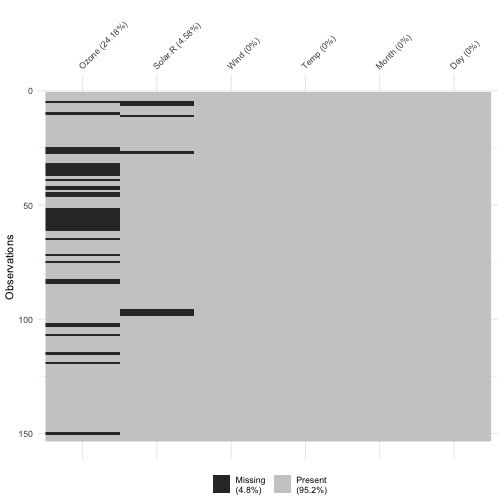 Ozone (24.18%)
Solar.R (4.58%)
Wind (0%)
Temp (0%)
Month (0%)
Day (0%)
0
50
100
150
Observations
Missing
(4.8%)
Present
(95.2%)